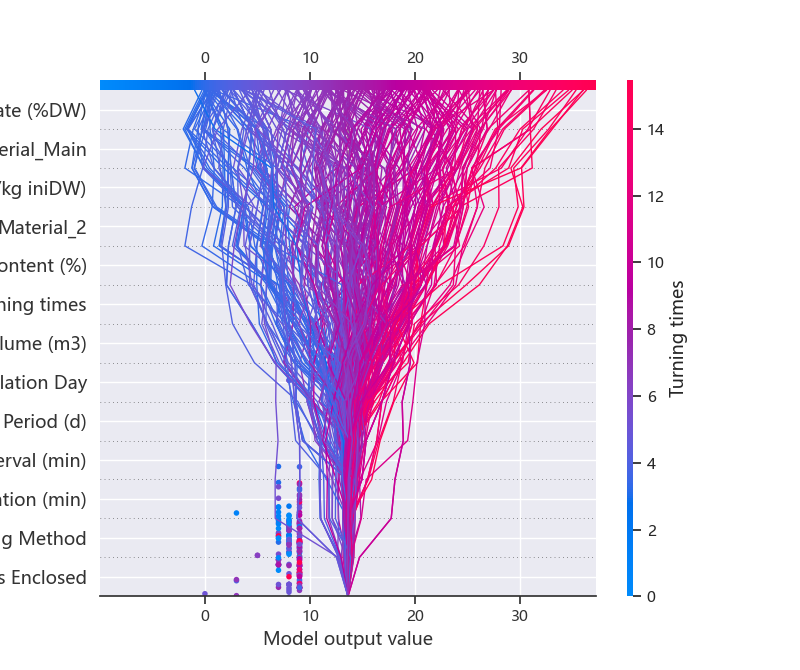 0 10 20 30
ate (%DW)
erial_Main
/kg iniDW)
Material_2
ontent (%)
ning times
lume (m3)
lation Day
Period (d)
erval (min)
ation (min)
g Method
s Enclosed
0 10 20 30
Model output value
14
12
10
8
6
4
2
0
Turning times